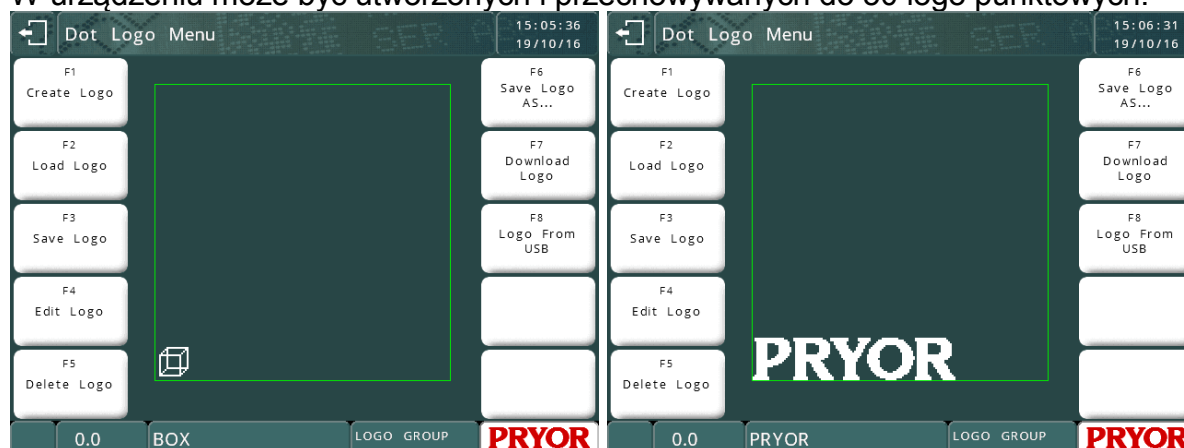 W urządzeniu może być utworzonych i przechowywanych do 50 logo punktowych.
Dot Logo Menu
15:05:36
19/10/16
F1
Create Logo
F2
Load Logo
F3
Save Logo
F4
Edit Logo
F5
Delete Logo
F6
Save Logo
AS...
F7
Download
Logo
F8
Logo From
USB
0.0
BOX
LOGO GROUP
PRYOR
Dot Logo Menu
15:06:31
19/10/16
F1
Create Logo
F2
Load Logo
F3
Save Logo
F4
Edit Logo
F5
Delete Logo
PRYOR
F6
Save Logo
AS...
F7
Download
Logo
F8
Logo From
USB
0.0
PRYOR
LOGO GROUP
PRYOR